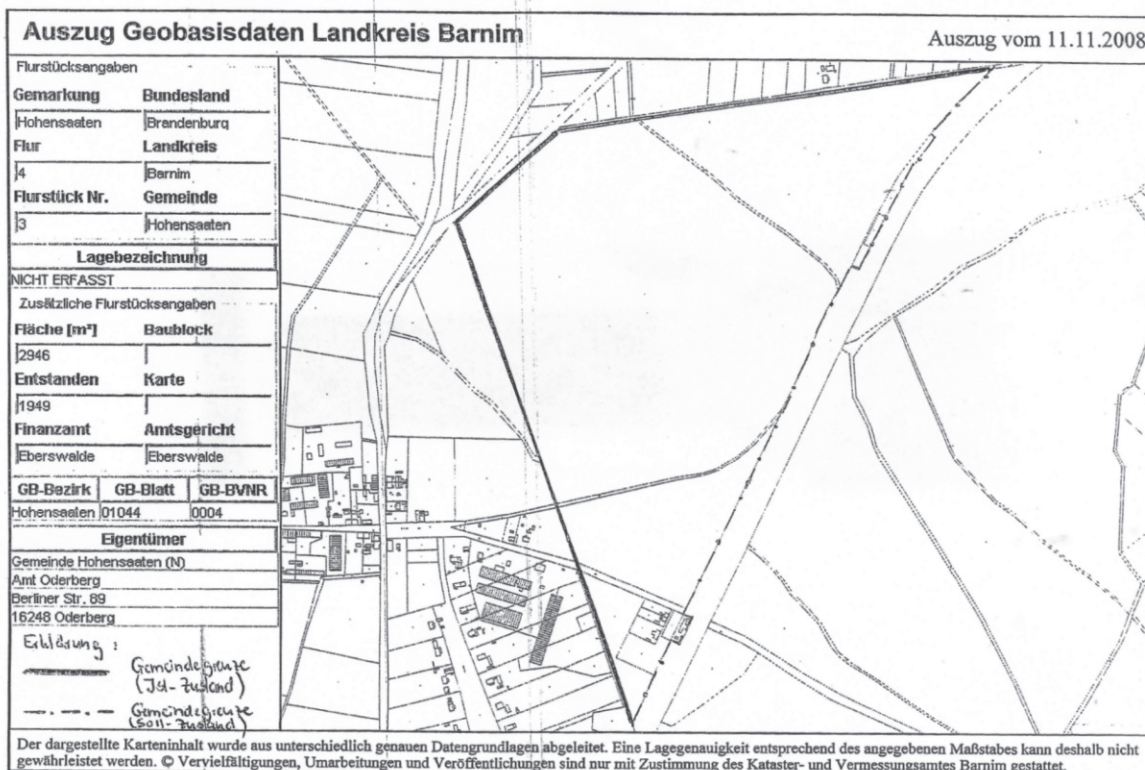 Auszug Geobasisdaten Landkreis Barnim
Auszug vom 11.11.2008
Flurstücksangaben
Gemarkung Bundesland
Hohensaaten Brandenburg
Flur Landkreis
4 Barnim
Flurstück Nr. Gemeinde
3 Hohensaaten
Lagebezeichnung
NICHT ERFASST
Zusätzliche Flurstücksangaben
Fläche [m²] Baublock
2946
Entstanden Karte
1949
Finanzamt Amtsgericht
Eberswalde Eberswalde
GB-Bezirk GB-Blatt GB-BVNR
Hohensaaten 01044 0004
Eigentümer
Gemeinde Hohensaaten (N)
Amt Oderberg
Berliner Str. 89
16248 Oderberg
Erklärung :
Gemeindegrenze
(Ist-Zustand)
Gemeindegrenze
(Soll-Zustand)
Der dargestellte Karteninhalt wurde aus unterschiedlich genauen Datengrundlagen abgeleitet. Eine Lagegenauigkeit entsprechend des angegebenen Maßstabes kann deshalb nicht
gewährleistet werden. © Vervielfältigungen, Umarbeitungen und Veröffentlichungen sind nur mit Zustimmung des Kataster- und Vermessungsamtes Barnim gestattet.